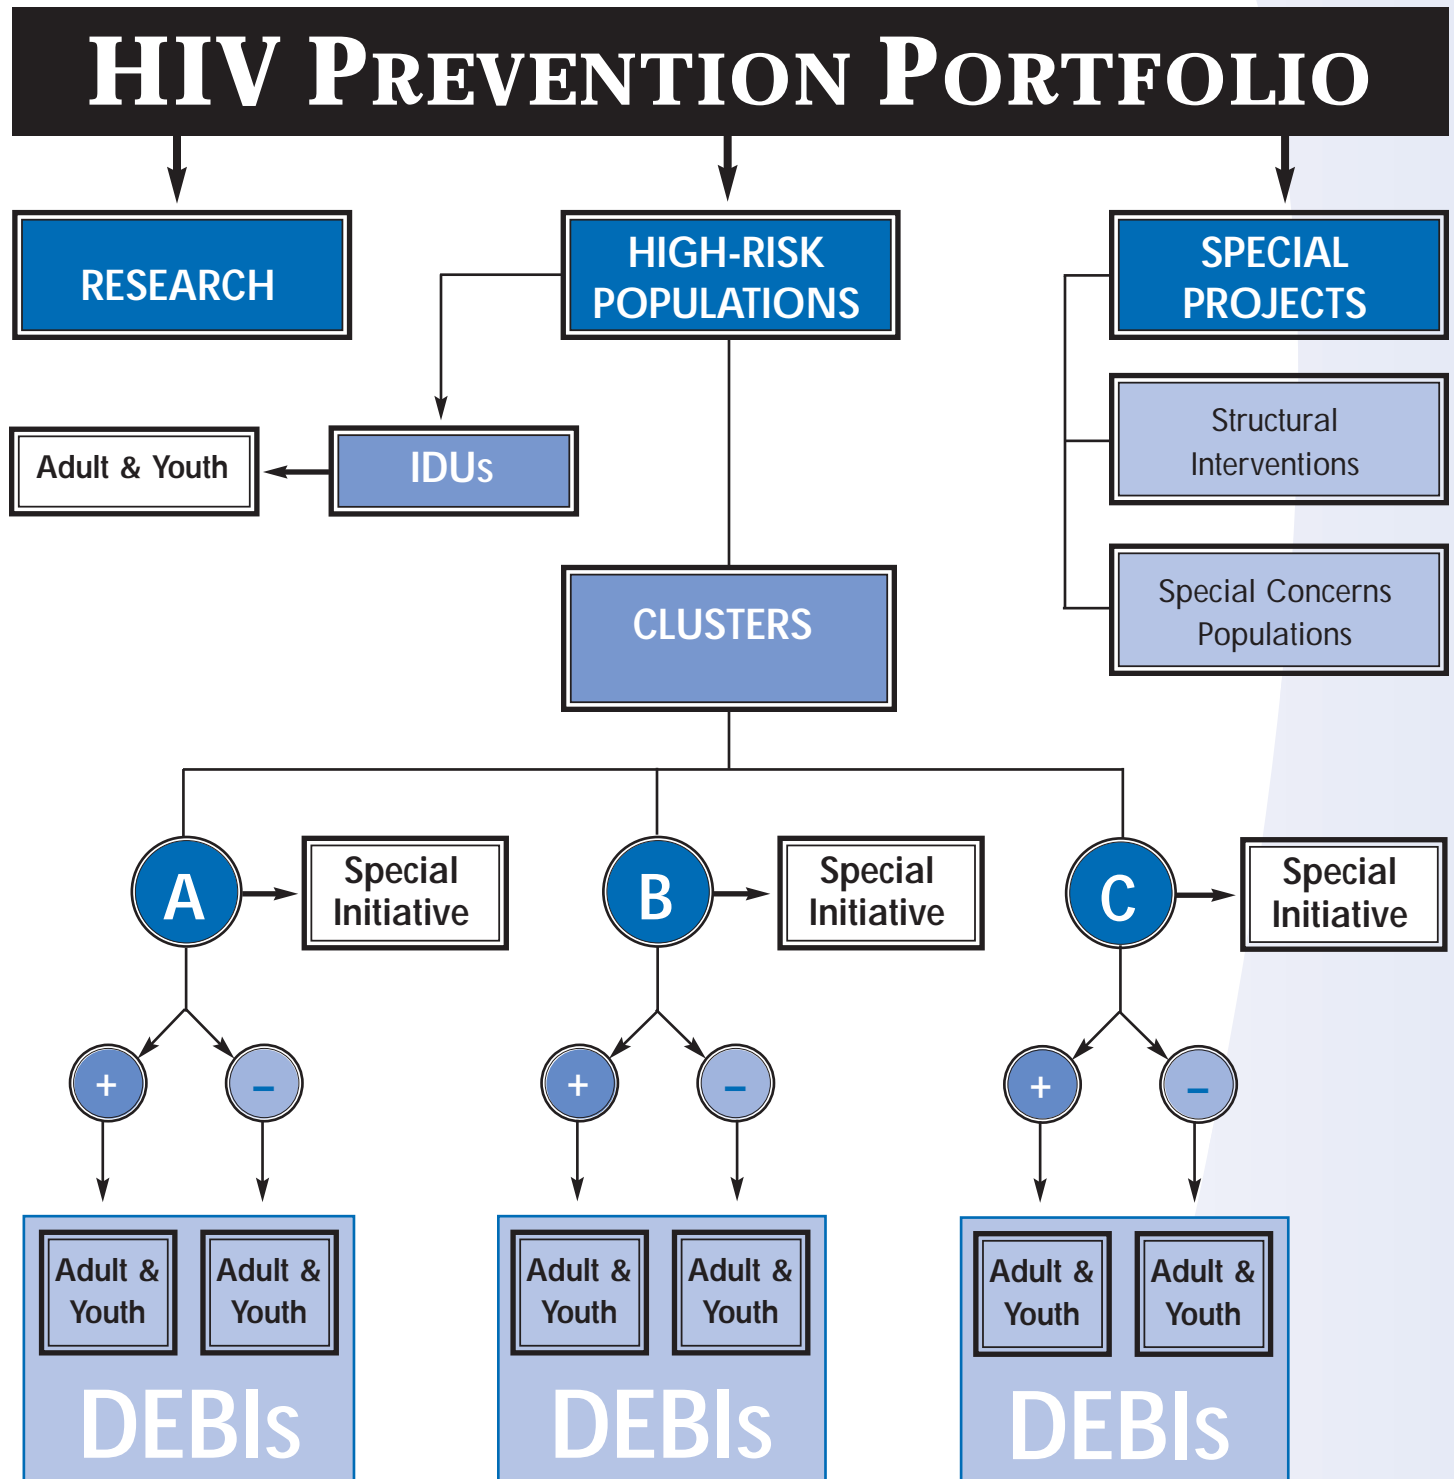 HIV PREVENTION PORTFOLIO
RESEARCH
HIGH-RISK
POPULATIONS
SPECIAL
PROJECTS
Structural
Interventions
Special Concerns
Populations
IDUs
Adult & Youth
CLUSTERS
A
Special
Initiative
B
Special
Initiative
C
Special
Initiative
+
–
+
–
+
–
Adult &
Youth
Adult &
Youth
DEBIs
Adult &
Youth
Adult &
Youth
DEBIs
Adult &
Youth
Adult &
Youth
DEBIs